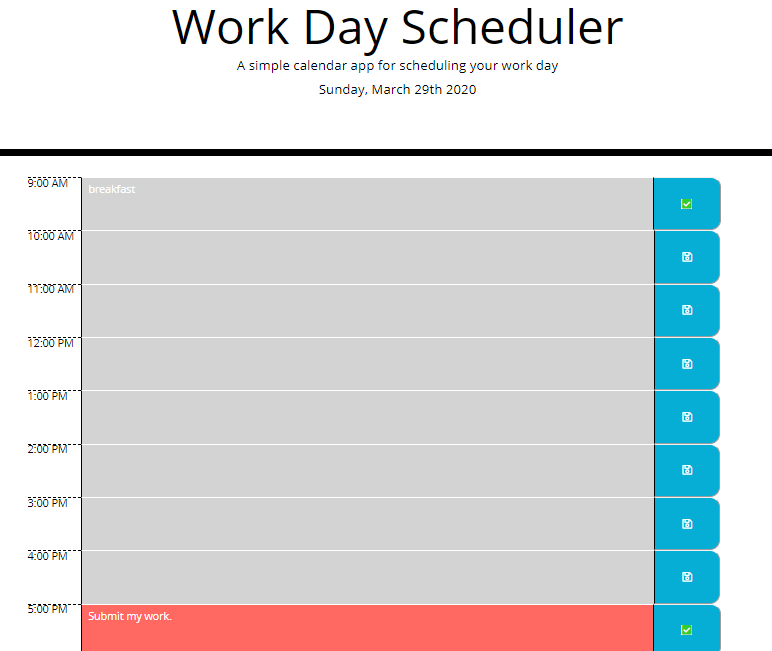 Work Day Scheduler
A simple calendar app for scheduling your work day
Sunday, March 29th 2020
9:00 AM breakfast
10:00 AM
11:00 AM
12:00 PM
1:00 PM
2:00 PM
3:00 PM
4:00 PM
5:00 PM Submit my work.